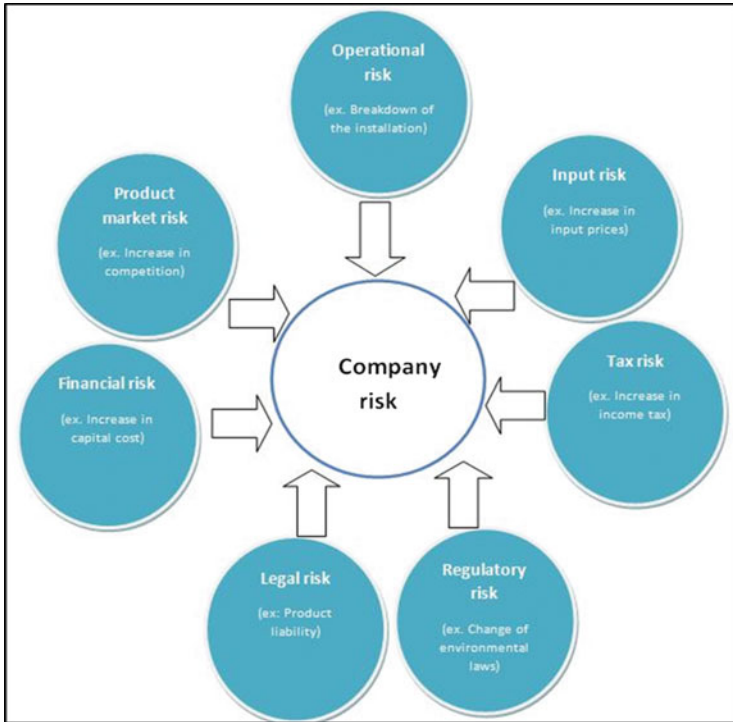 Operational
risk
(ex. Breakdown of
the installation)
Input risk
(ex. Increase in
input prices)
Tax risk
(ex. Increase in
income tax)
Regulatory
risk
(ex. Change of
environmental
laws)
Legal risk
(ex: Product
liability)
Financial risk
(ex. Increase in
capital cost)
Product
market risk
(ex. Increase in
competition)
Company
risk